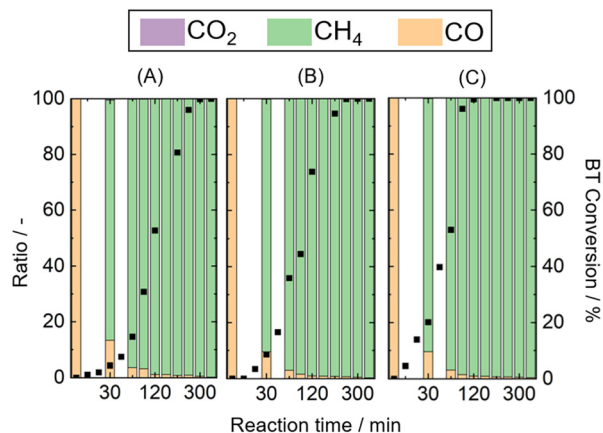 CO₂ CH₄ CO
(A) (B) (C)
100 100
80 80
60 60
40 40
20 20
0 0
30 120 300 30 120 300 30 120 300
Ratio / -
BT Conversion / %
Reaction time / min